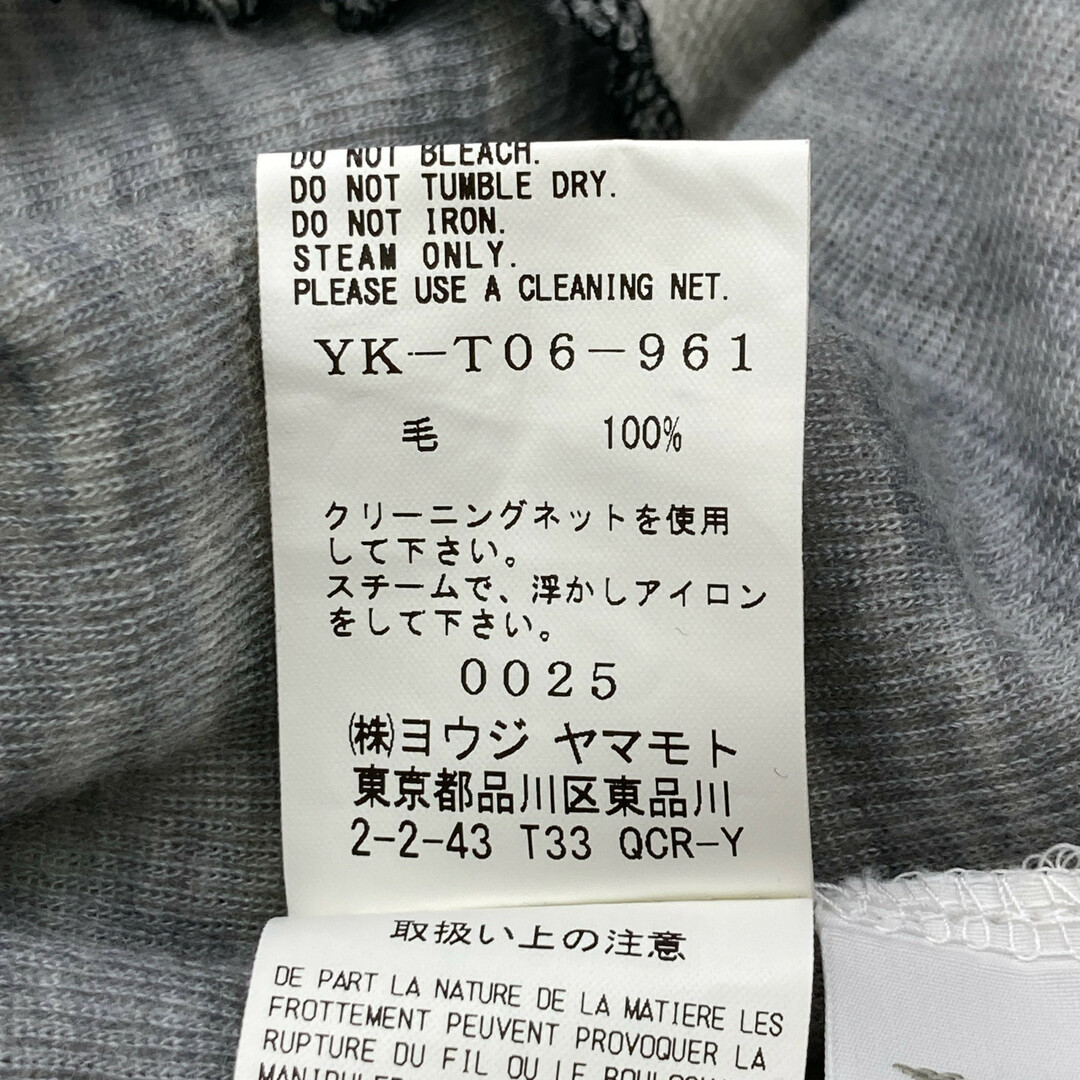 DO NOT BLEACH.
DO NOT TUMBLE DRY.
DO NOT IRON.
STEAM ONLY.
PLEASE USE A CLEANING NET.
YK-T06-961
毛 100%
クリーニングネットを使用
して下さい。
スチームで、浮かしアイロン
をして下さい。
0025
㈱ヨウジ ヤマモト
東京都品川区東品川
2-2-43 T33 QCR-Y
取扱い上の注意
DE PART LA NATURE DE LA MATIERE LES
FROTTEMENT PEUVENT PROVOQUER LA
RUPTURE DU FIL OU LE